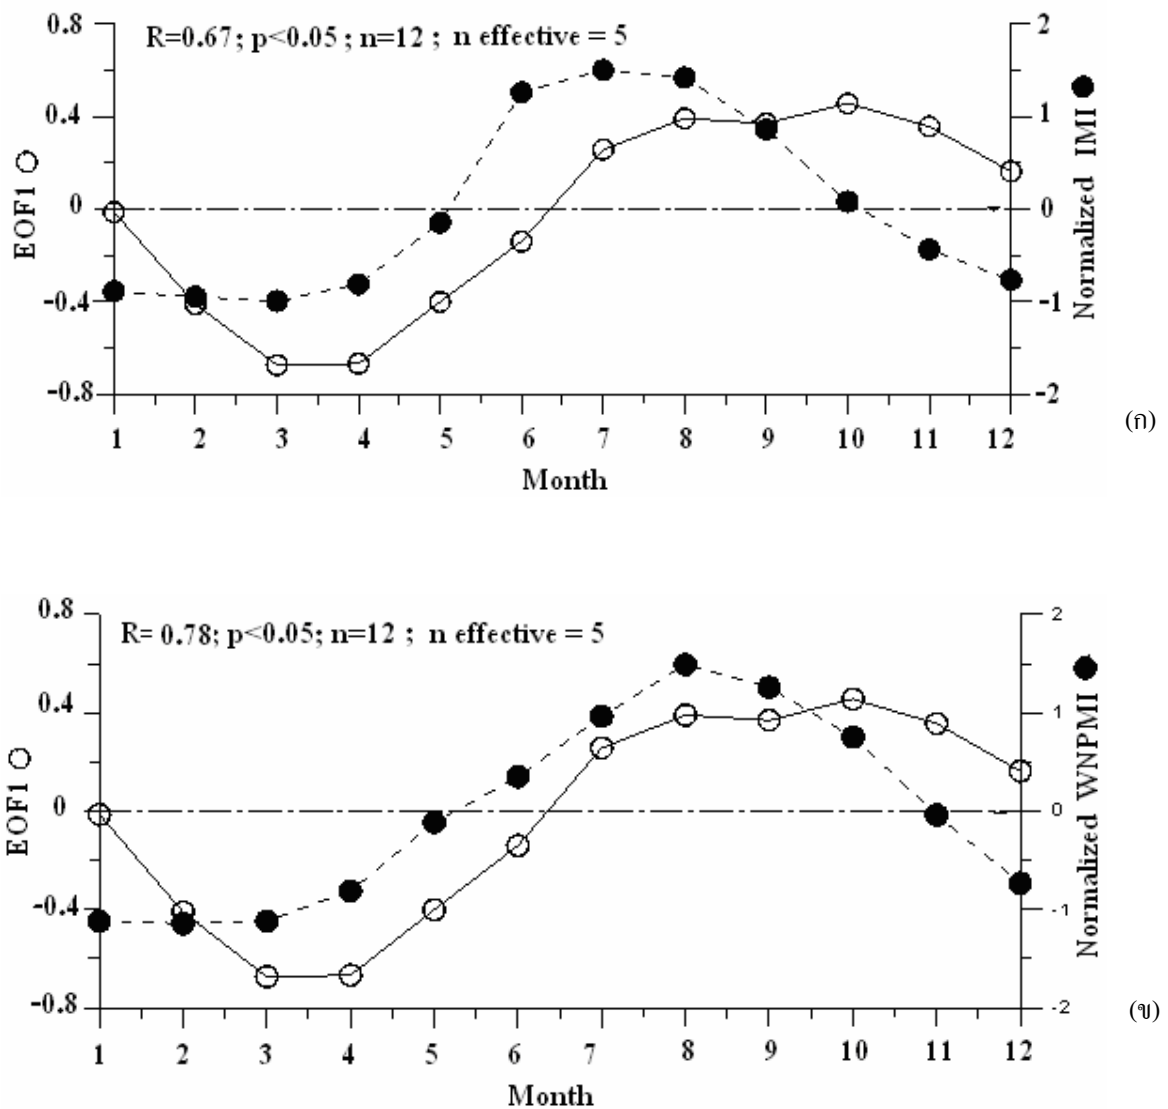 R=0.67; p<0.05 ; n=12 ; n effective = 5
0.8
0.4
0
-0.4
-0.8
EOF1
2
1
0
-1
-2
Normalized IMI
1 2 3 4 5 6 7 8 9 10 11 12
Month
(ก)
R= 0.78; p<0.05; n=12 ; n effective = 5
0.8
0.4
0
-0.4
-0.8
EOF1
2
1
0
-1
-2
Normalized WNPMI
1 2 3 4 5 6 7 8 9 10 11 12
Month
(ข)